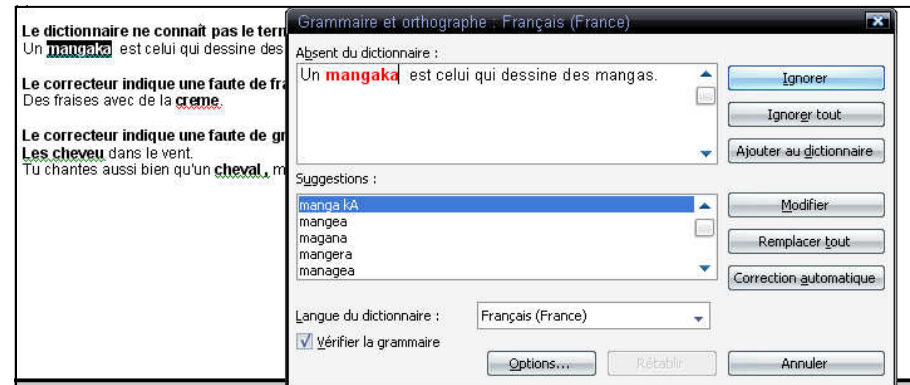 Le dictionnaire ne connaît pas le tern
Un mangaka est celui qui dessine des
Le correcteur indique une faute de fra
Des fraises avec de la creme.
Le correcteur indique une faute de gr
Les cheveu dans le vent.
Tu chantes aussi bien qu'un cheval , m
Grammaire et orthographe : Français (France)
Absent du dictionnaire :
Un mangaka est celui qui dessine des mangas.
Ignorer
Ignorer tout
Ajouter au dictionnaire
Suggestions :
manga kA
mangea
magana
mangera
managea
Modifier
Remplacer tout
Correction automatique
Langue du dictionnaire :
Français (France)
Vérifier la grammaire
Options...
Rétablir
Annuler